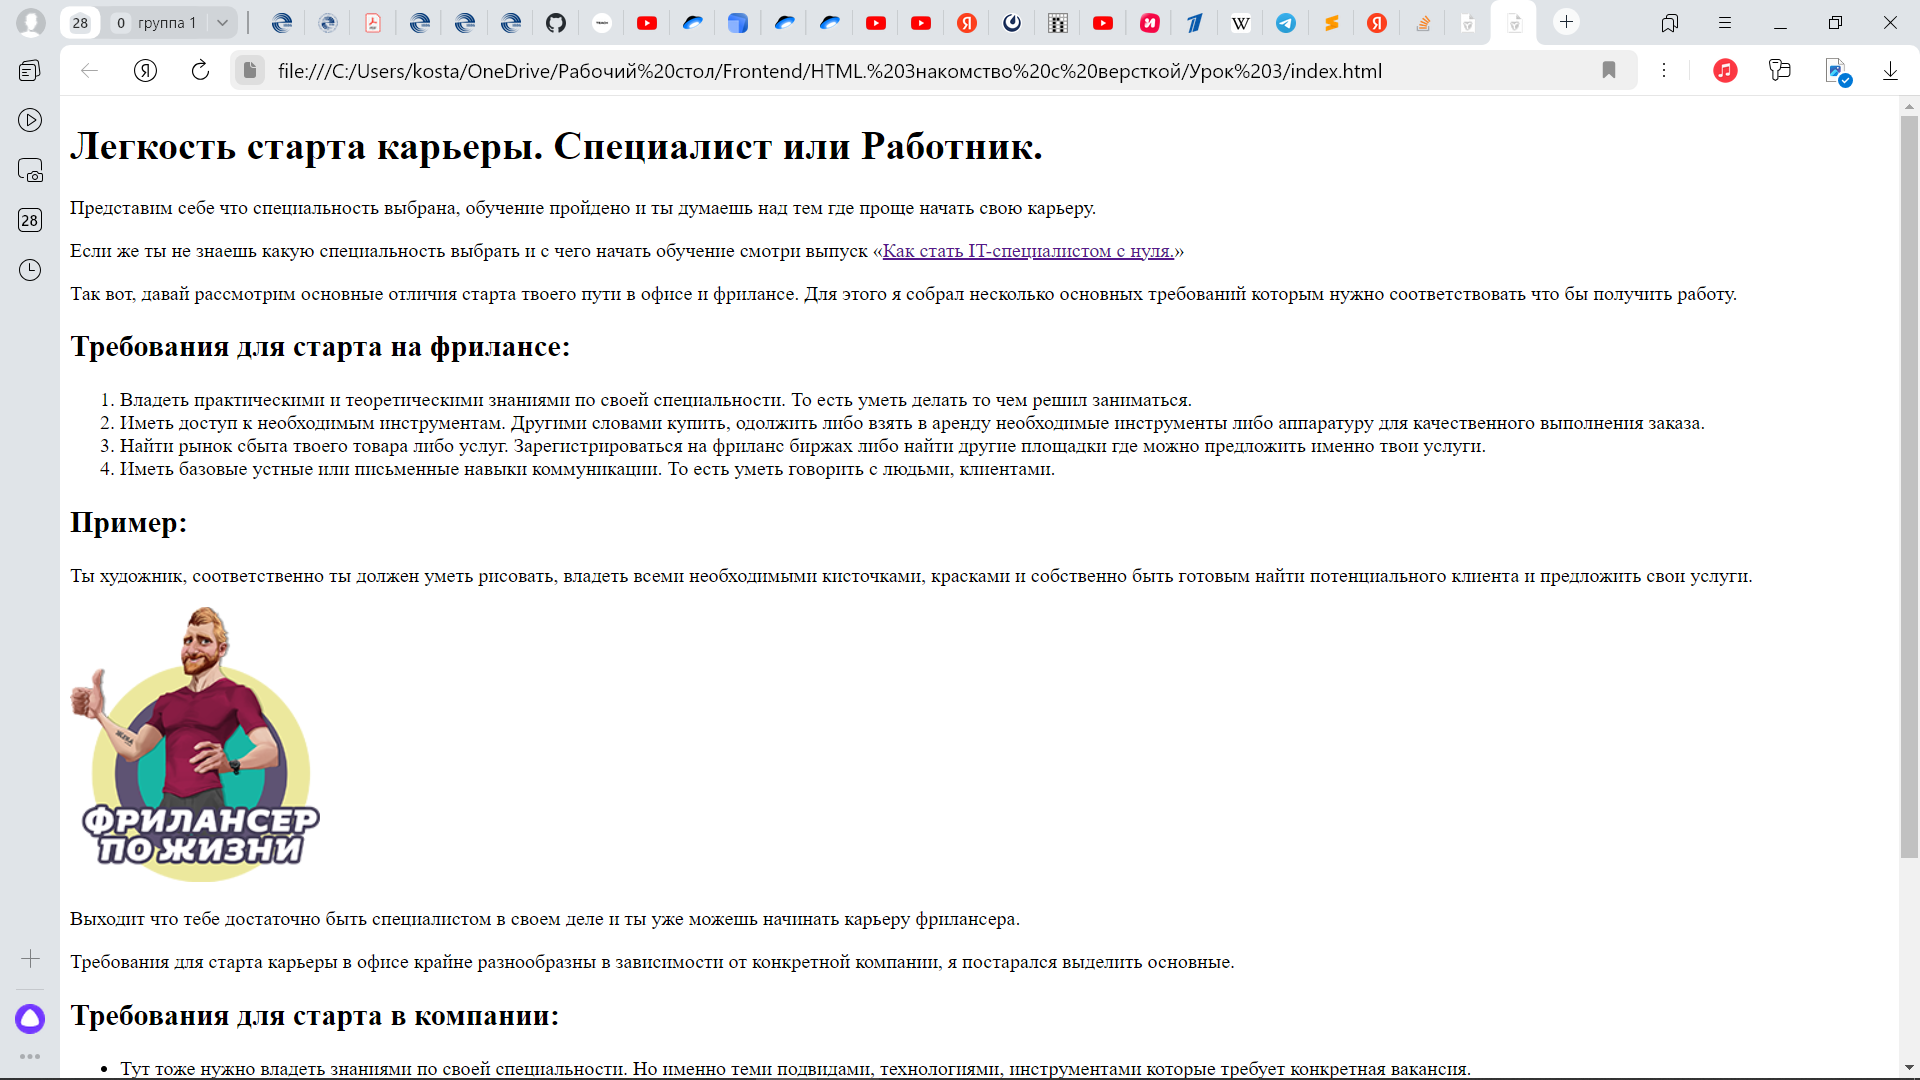 28
0 группа 1
file:///C:/Users/kosta/OneDrive/Рабочий%20стол/Frontend/HTML.%20Знакомство%20с%20версткой/Урок%203/index.html
28
Легкость старта карьеры. Специалист или Работник.
Представим себе что специальность выбрана, обучение пройдено и ты думаешь над тем где проще начать свою карьеру.
Если же ты не знаешь какую специальность выбрать и с чего начать обучение смотри выпуск «Как стать IT-специалистом с нуля.»
Так вот, давай рассмотрим основные отличия старта твоего пути в офисе и фрилансе. Для этого я собрал несколько основных требований которым нужно соответствовать что бы получить работу.
Требования для старта на фрилансе:
1. Владеть практическими и теоретическими знаниями по своей специальности. То есть уметь делать то чем решил заниматься.
2. Иметь доступ к необходимым инструментам. Другими словами купить, одолжить либо взять в аренду необходимые инструменты либо аппаратуру для качественного выполнения заказа.
3. Найти рынок сбыта твоего товара либо услуг. Зарегистрироваться на фриланс биржах либо найти другие площадки где можно предложить именно твои услуги.
4. Иметь базовые устные или письменные навыки коммуникации. То есть уметь говорить с людьми, клиентами.
Пример:
Ты художник, соответственно ты должен уметь рисовать, владеть всеми необходимыми кисточками, красками и собственно быть готовым найти потенциального клиента и предложить свои услуги.
ФРИЛАНСЕР
ПО ЖИЗНИ
Выходит что тебе достаточно быть специалистом в своем деле и ты уже можешь начинать карьеру фрилансера.
Требования для старта карьеры в офисе крайне разнообразны в зависимости от конкретной компании, я постарался выделить основные.
Требования для старта в компании:
• Тут тоже нужно владеть знаниями по своей специальности. Но именно теми подвидами, технологиями, инструментами которые требует конкретная вакансия.